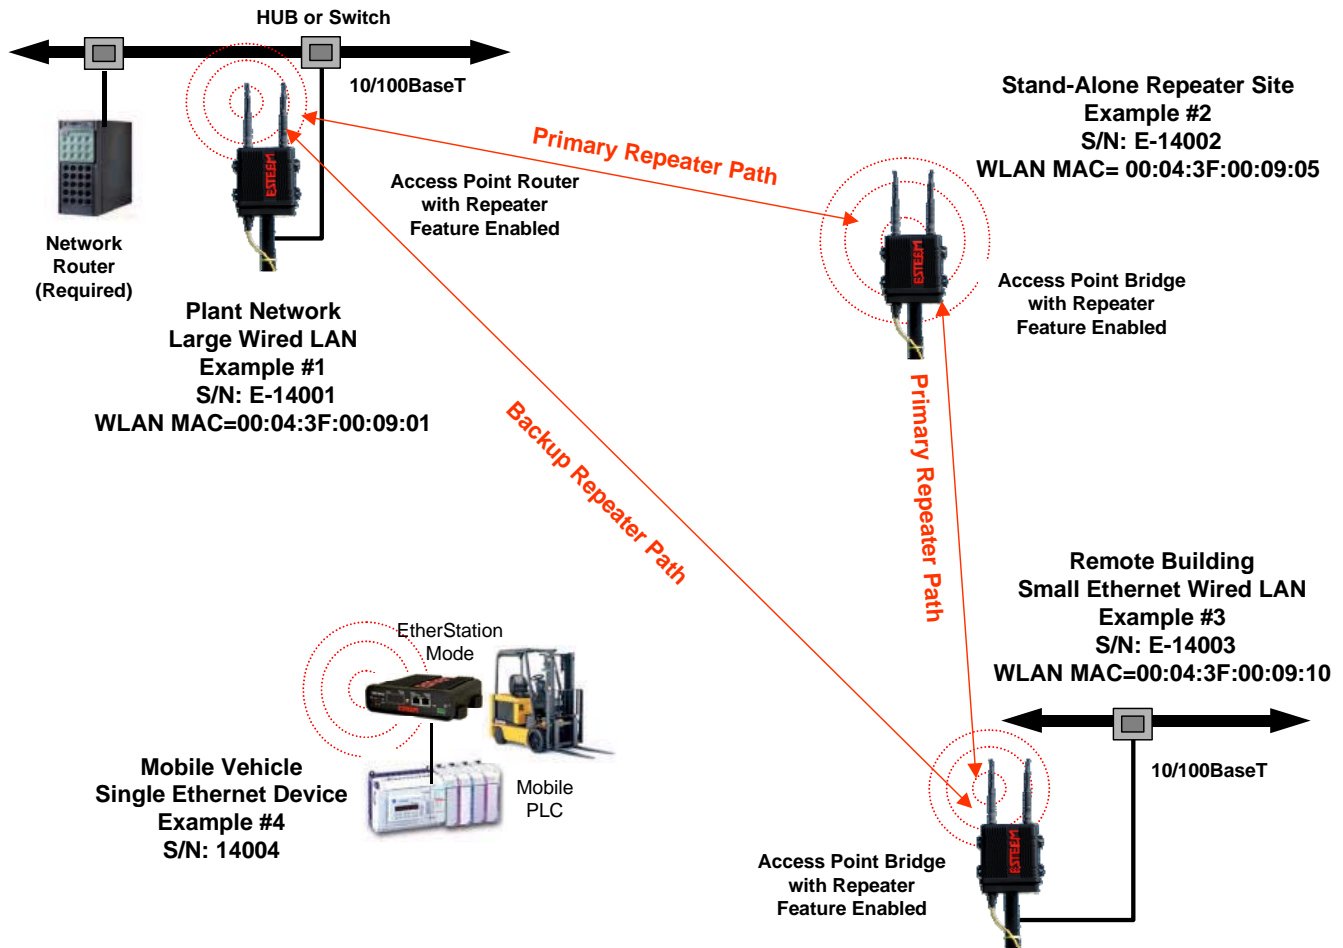 HUB or Switch
10/100BaseT
Network
Router
(Required)
ESTEEM
Access Point Router
with Repeater
Feature Enabled
Plant Network
Large Wired LAN
Example #1
S/N: E-14001
WLAN MAC=00:04:3F:00:09:01
Primary Repeater Path
Stand-Alone Repeater Site
Example #2
S/N: E-14002
WLAN MAC= 00:04:3F:00:09:05
ESTEEM
Access Point Bridge
with Repeater
Feature Enabled
Backup Repeater Path
Primary Repeater Path
Remote Building
Small Ethernet Wired LAN
Example #3
S/N: E-14003
WLAN MAC=00:04:3F:00:09:10
10/100BaseT
EtherStation
Mode
Mobile Vehicle
Single Ethernet Device
Example #4
S/N: 14004
Mobile
PLC
ESTEEM
Access Point Bridge
with Repeater
Feature Enabled